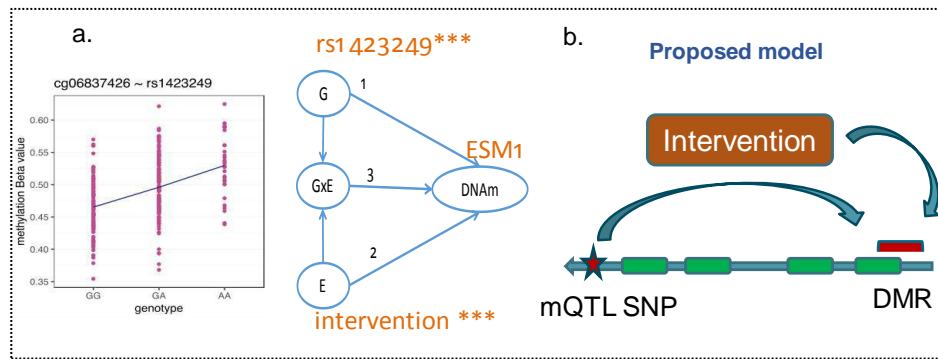 a.
cg06837426 ~ rs1423249
methylation Beta value
0.60
0.55
0.50
0.45
0.40
0.35
GG
GA
AA
genotype
rs1423249***
G
1
ESM1
GxE
3
DNAm
2
E
intervention ***
b.
Proposed model
Intervention
mQTL SNP
DMR